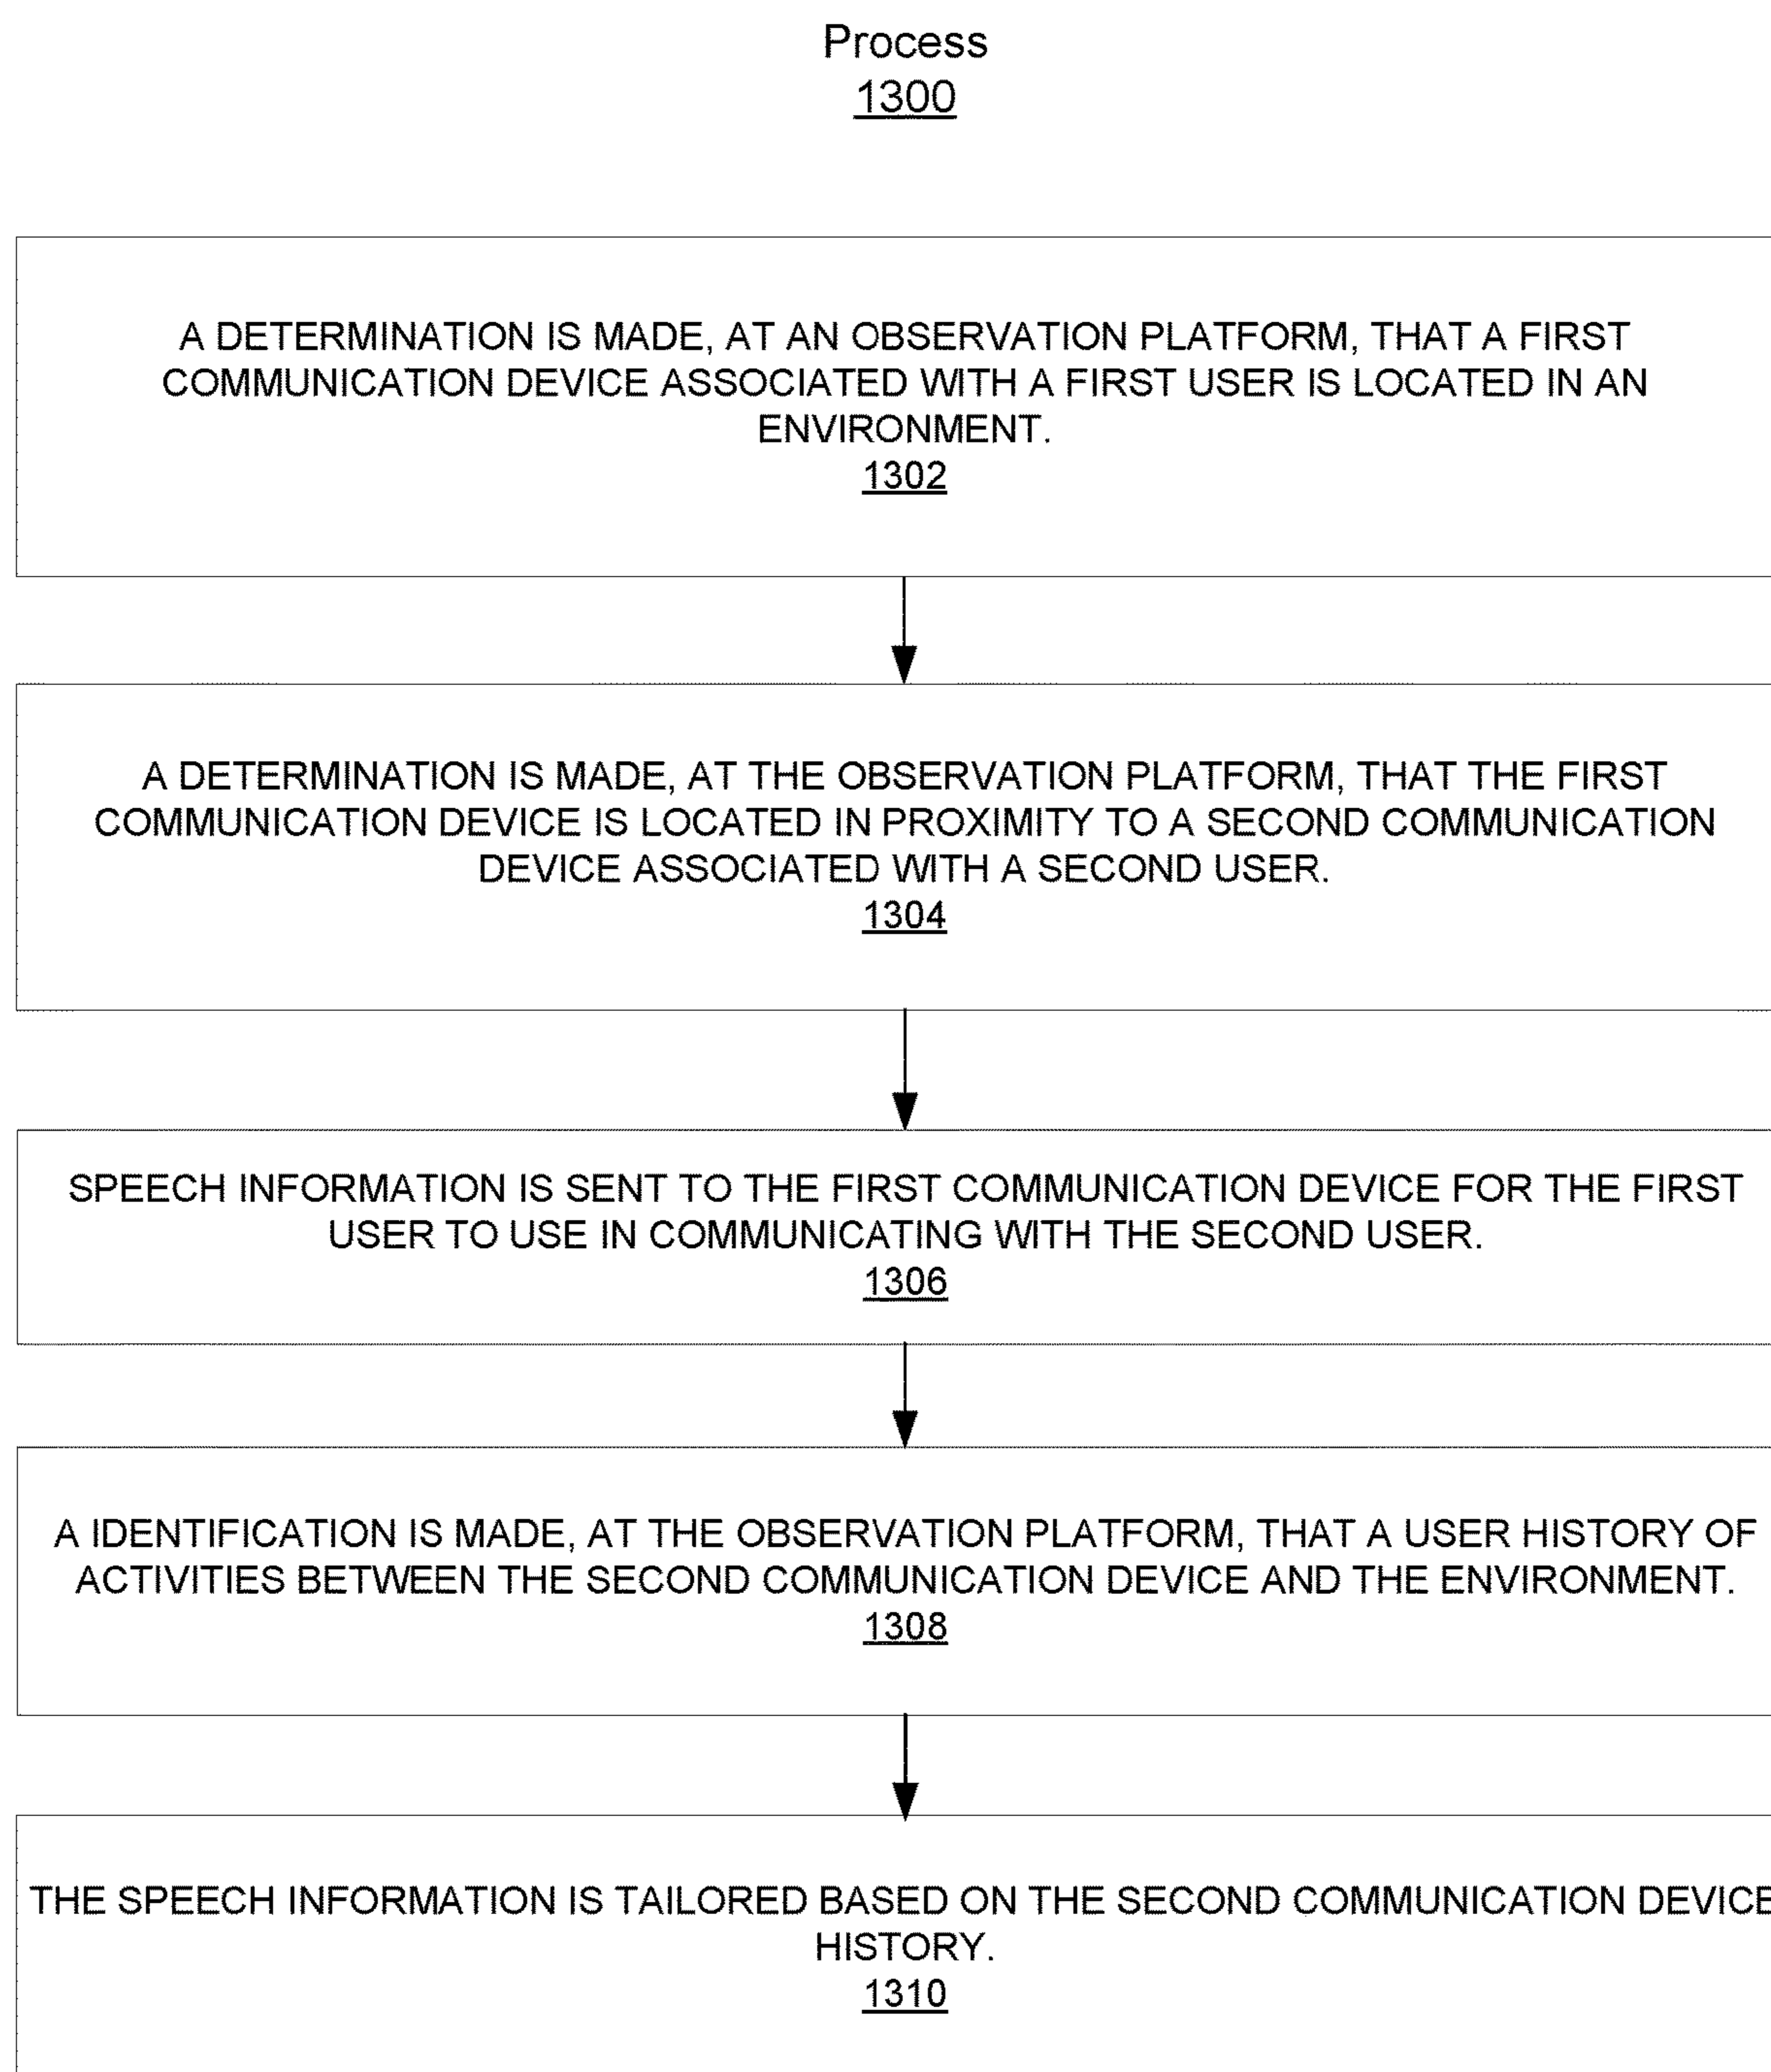 Process
1300
A DETERMINATION IS MADE, AT AN OBSERVATION PLATFORM, THAT A FIRST
COMMUNICATION DEVICE ASSOCIATED WITH A FIRST USER IS LOCATED IN AN
ENVIRONMENT.
1302
A DETERMINATION IS MADE, AT THE OBSERVATION PLATFORM, THAT THE FIRST
COMMUNICATION DEVICE IS LOCATED IN PROXIMITY TO A SECOND COMMUNICATION
DEVICE ASSOCIATED WITH A SECOND USER.
1304
SPEECH INFORMATION IS SENT TO THE FIRST COMMUNICATION DEVICE FOR THE FIRST
USER TO USE IN COMMUNICATING WITH THE SECOND USER.
1306
A IDENTIFICATION IS MADE, AT THE OBSERVATION PLATFORM, THAT A USER HISTORY OF
ACTIVITIES BETWEEN THE SECOND COMMUNICATION DEVICE AND THE ENVIRONMENT.
1308
THE SPEECH INFORMATION IS TAILORED BASED ON THE SECOND COMMUNICATION DEVICE
HISTORY.
1310